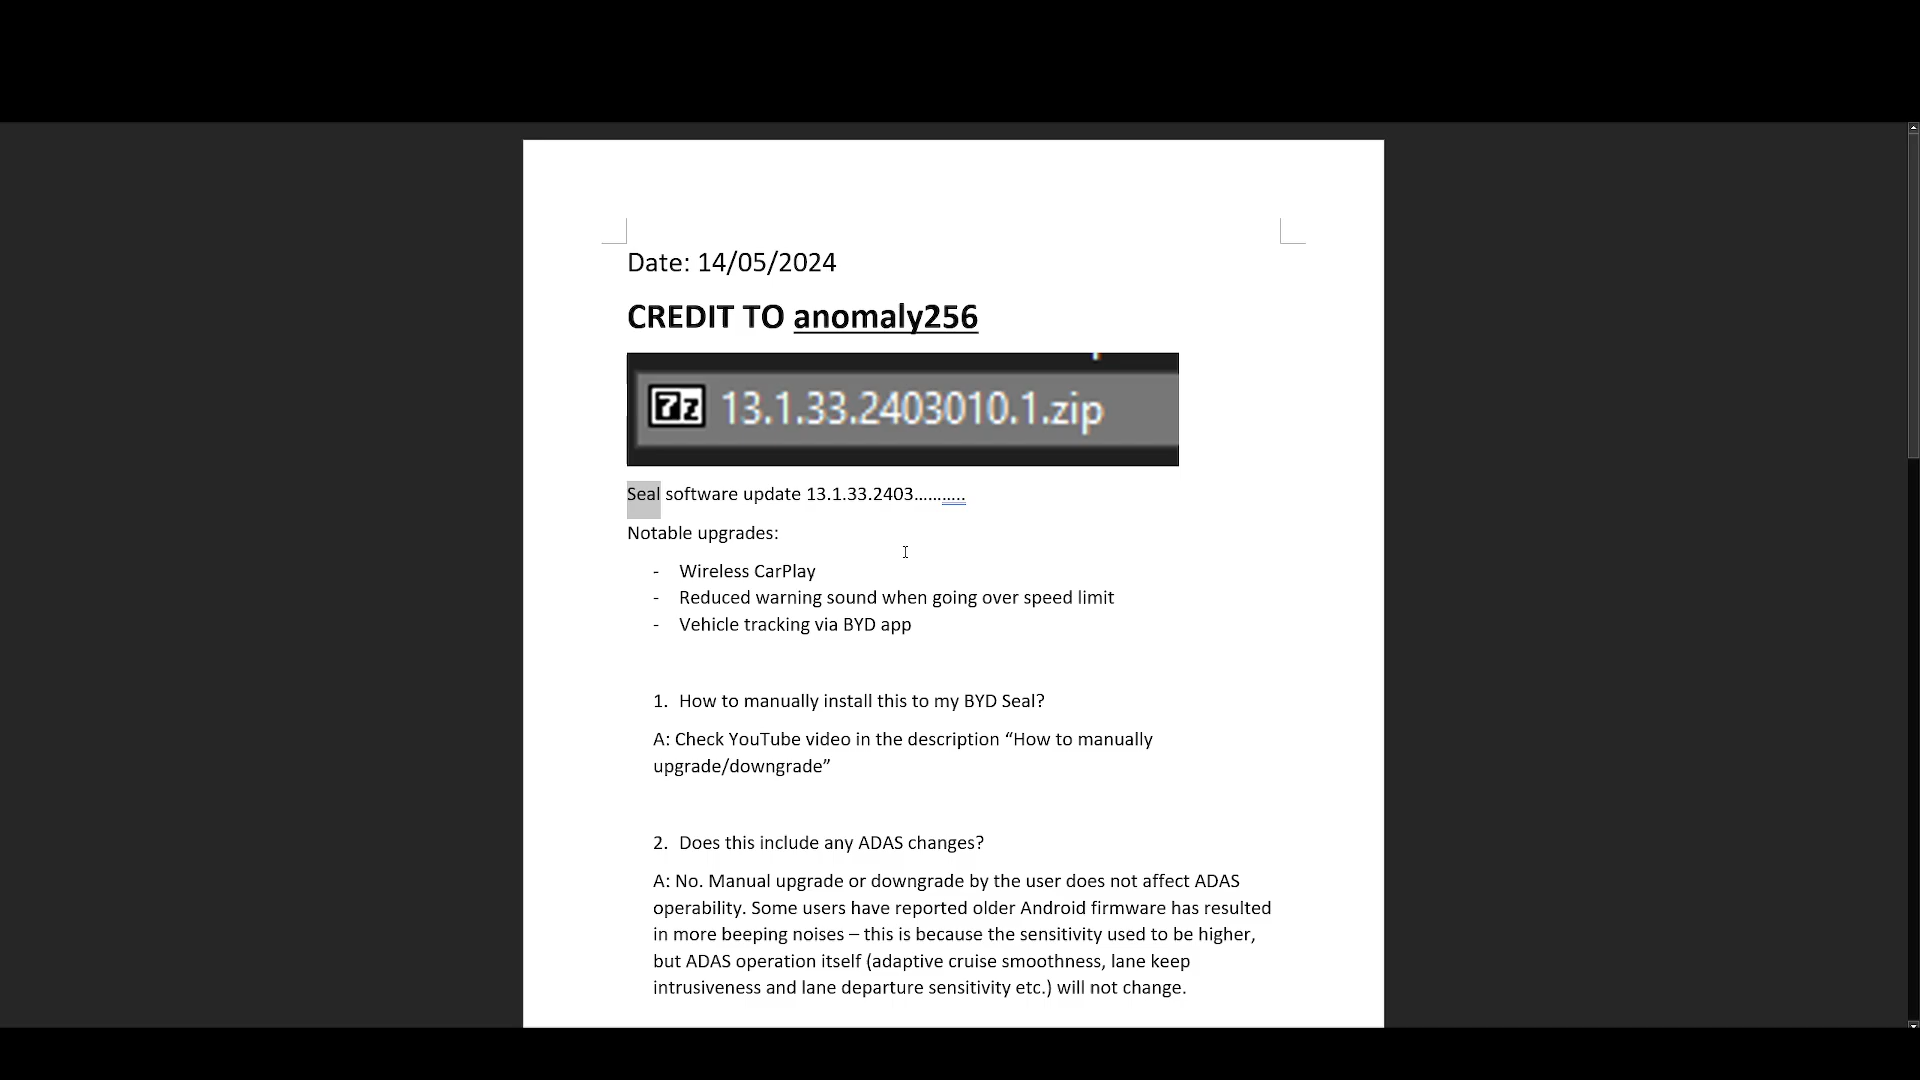 Date: 14/05/2024
CREDIT TO anomaly256
7z 13.1.33.2403010.1.zip
Seal software update 13.1.33.2403...........
Notable upgrades:
- Wireless CarPlay
- Reduced warning sound when going over speed limit
- Vehicle tracking via BYD app
1. How to manually install this to my BYD Seal?
A: Check YouTube video in the description “How to manually
upgrade/downgrade”
2. Does this include any ADAS changes?
A: No. Manual upgrade or downgrade by the user does not affect ADAS
operability. Some users have reported older Android firmware has resulted
in more beeping noises – this is because the sensitivity used to be higher,
but ADAS operation itself (adaptive cruise smoothness, lane keep
intrusiveness and lane departure sensitivity etc.) will not change.